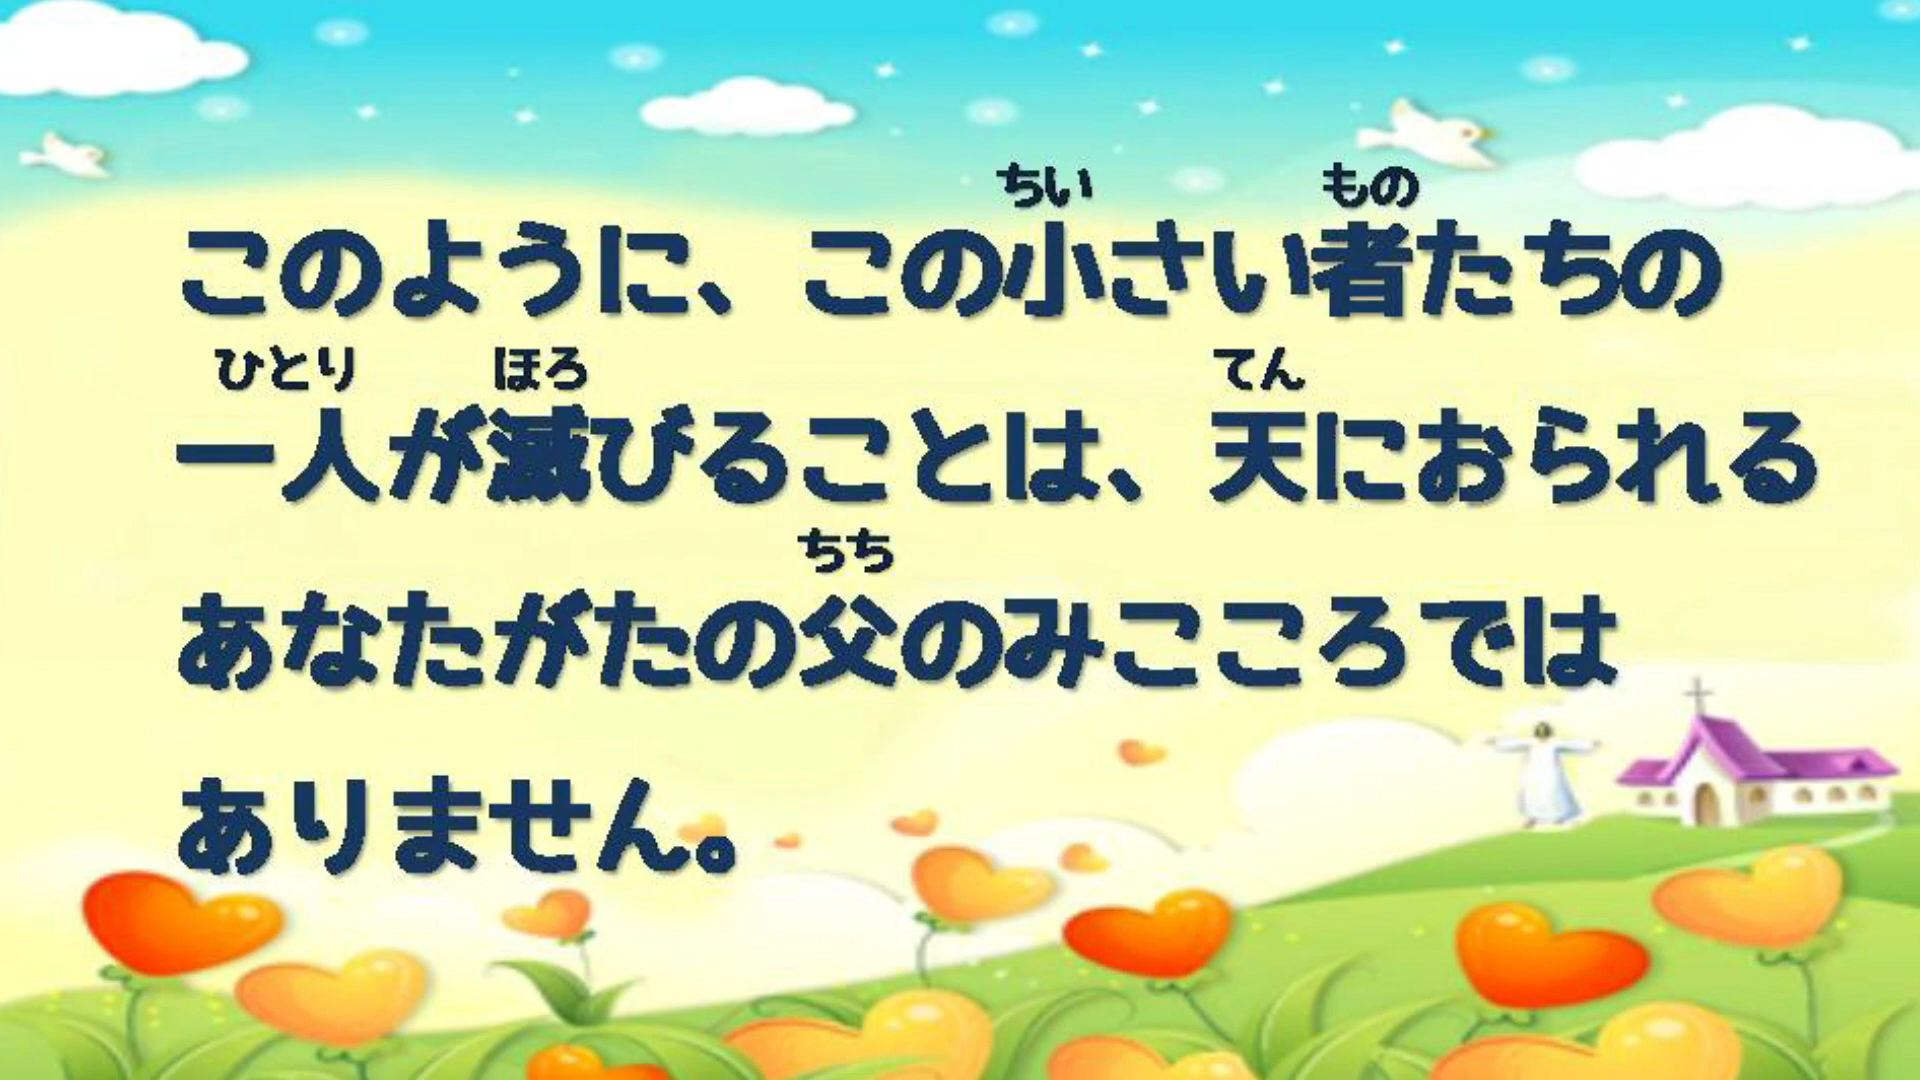 ちい もの
このように、この小さい者たちの
ひとり ほろ てん
一人が滅びることは、天におられる
ちち
あなたがたの父のみこころでは
ありません。